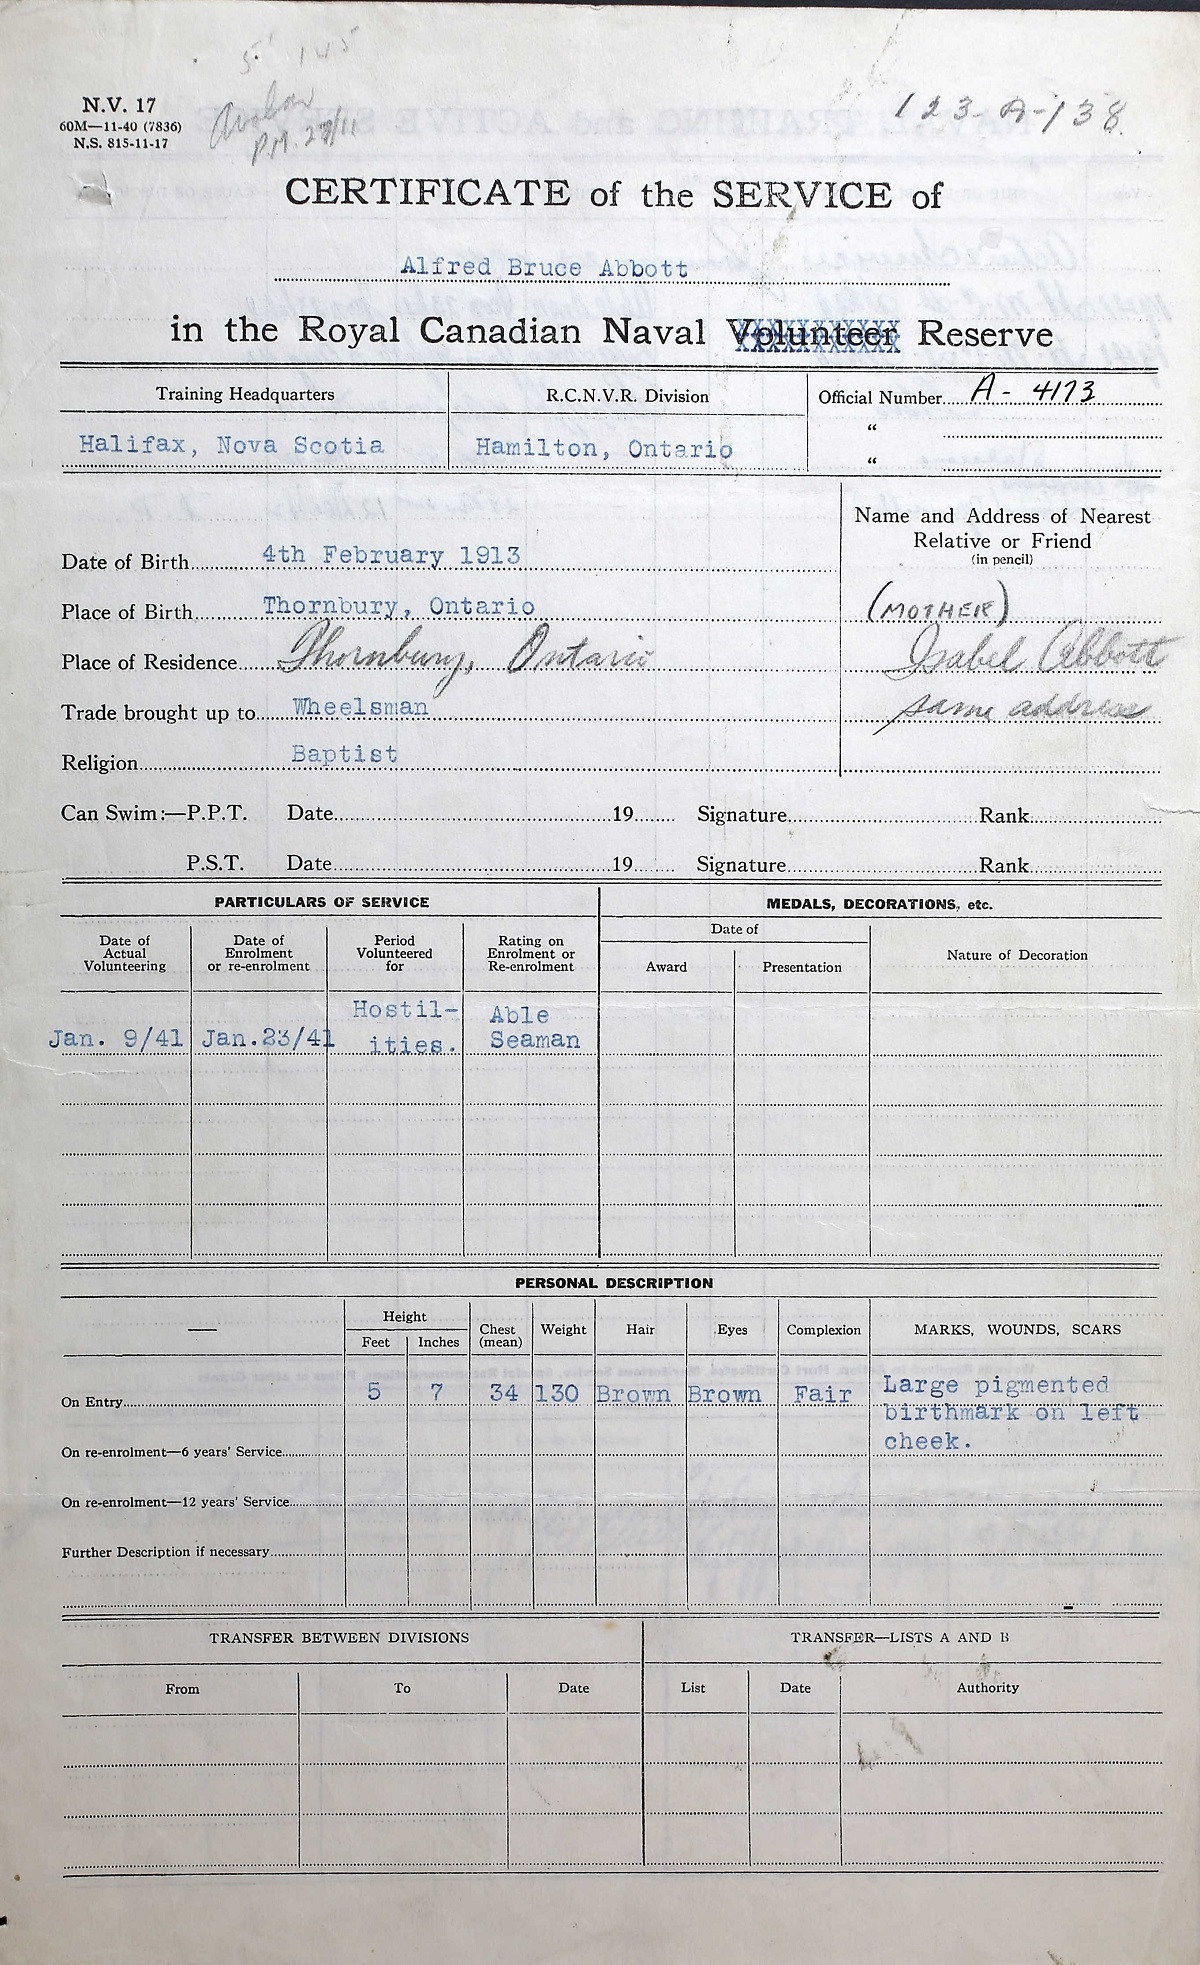 N.V. 17
60M—11-40 (7836)
N.S. 815-11-17
P.M. 27/11
123-A-138
CERTIFICATE of the SERVICE of
Alfred Bruce Abbott
in the Royal Canadian Naval Volunteer Reserve
Training Headquarters
R.C.N.V.R. Division
Official Number A - 4173
Halifax, Nova Scotia
Hamilton, Ontario
“
“
Name and Address of Nearest
Relative or Friend
(in pencil)
Date of Birth 4th February 1913
Place of Birth Thornbury, Ontario
(MOTHER)
Place of Residence Thornbury, Ontario
Isabel Abbott
Trade brought up to Wheelsman
same address
Religion Baptist
Can Swim:—P.P.T. Date 19 Signature Rank
P.S.T. Date 19 Signature Rank
PARTICULARS OF SERVICE
MEDALS, DECORATIONS, etc.
Date of Actual Volunteering
Date of Enrolment or re-enrolment
Period Volunteered for
Rating on Enrolment or Re-enrolment
Date of
Award
Presentation
Nature of Decoration
Jan. 9/41
Jan.23/41
Hostil-
ities.
Able
Seaman
PERSONAL DESCRIPTION
—
Height
Feet
Inches
Chest (mean)
Weight
Hair
Eyes
Complexion
MARKS, WOUNDS, SCARS
On Entry 5 7 34 130 Brown Brown Fair
Large pigmented
birthmark on left
cheek.
On re-enrolment—6 years' Service
On re-enrolment—12 years' Service
Further Description if necessary
TRANSFER BETWEEN DIVISIONS
TRANSFER—LISTS A AND B
From
To
Date
List
Date
Authority